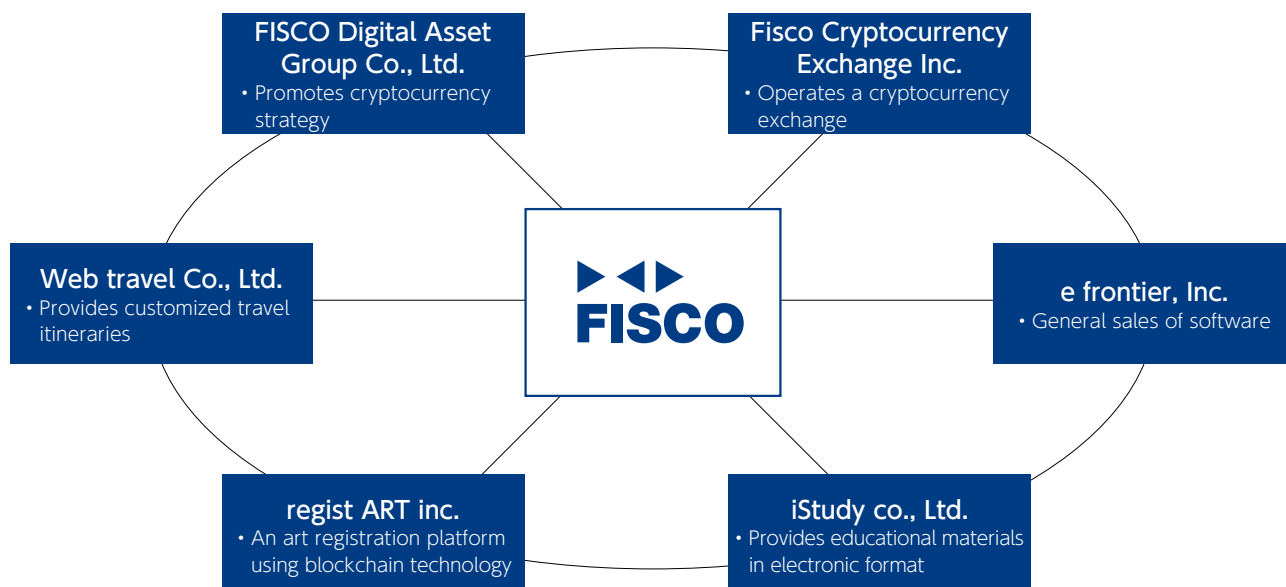 FISCO Digital Asset
Group Co., Ltd.
• Promotes cryptocurrency
strategy
Fisco Cryptocurrency
Exchange Inc.
• Operates a cryptocurrency
exchange
Web travel Co., Ltd.
• Provides customized travel
itineraries
FISCO
e frontier, Inc.
• General sales of software
regist ART inc.
• An art registration platform
using blockchain technology
iStudy co., Ltd.
• Provides educational materials
in electronic format